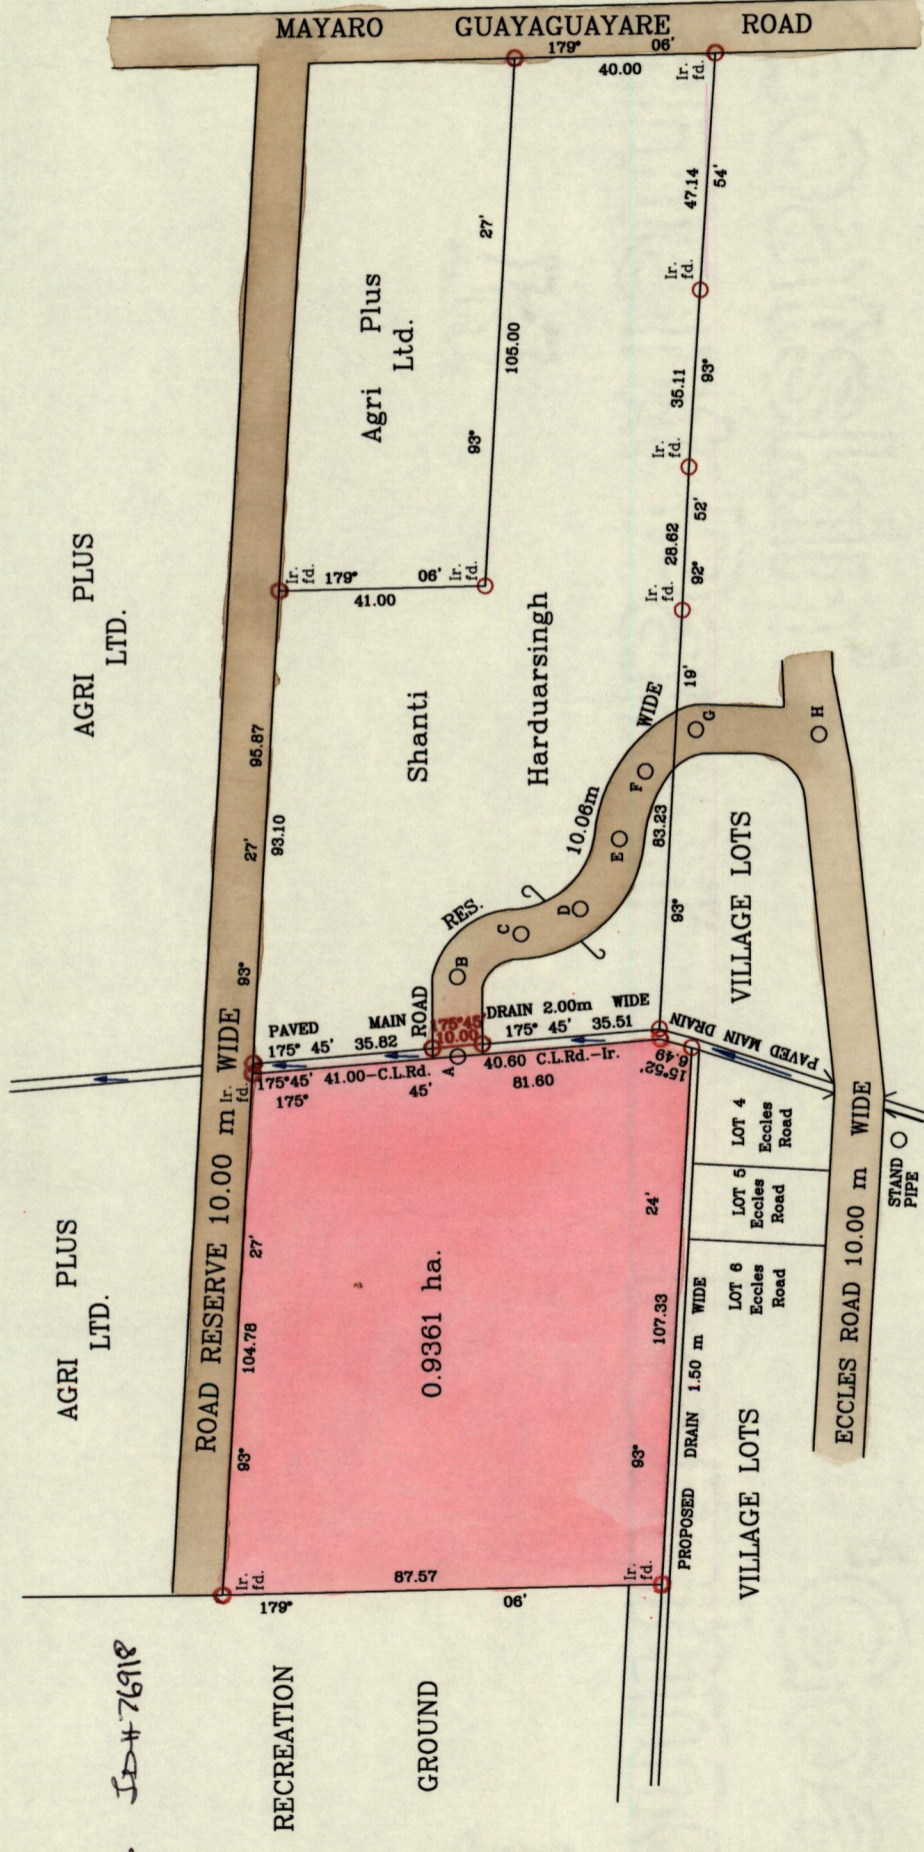 MAYARO GUAYAGUAYARE ROAD
179° 06'
40.00
Ir. fd.
47.14
54'
Ir. fd.
35.11
93°
Ir. fd.
28.62
92° 52'
Ir. fd.
27'
105.00
93°
Agri Plus
Ltd.
Ir. fd.
179° 06'
Ir. fd.
41.00
AGRI PLUS
LTD.
Shanti
Harduarsingh
95.87
27'
93.10
93°
19'
83.23
93°
10.06m WIDE
ROAD RES.
A
B
C
D
E
F
G
H
VILLAGE LOTS
PAVED MAIN DRAIN 2.00m WIDE
175° 45' 35.82
175°45'
10.00
175° 45' 35.51
175°45' 41.00-C.L.Rd.
40.60 C.L.Rd.-Ir.
175° 45'
81.60
15°52'
6.49
PAVED MAIN DRAIN
Ir. fd.
ROAD RESERVE 10.00 m WIDE
AGRI PLUS
LTD.
27'
104.78
93°
0.9361 ha.
24'
107.33
93°
LOT 4
Eccles
Road
LOT 5
Eccles
Road
LOT 6
Eccles
Road
STAND
PIPE
ECCLES ROAD 10.00 m WIDE
PROPOSED DRAIN 1.50 m WIDE
VILLAGE LOTS
Ir. fd.
87.57
Ir. fd.
179° 06'
RECREATION
GROUND